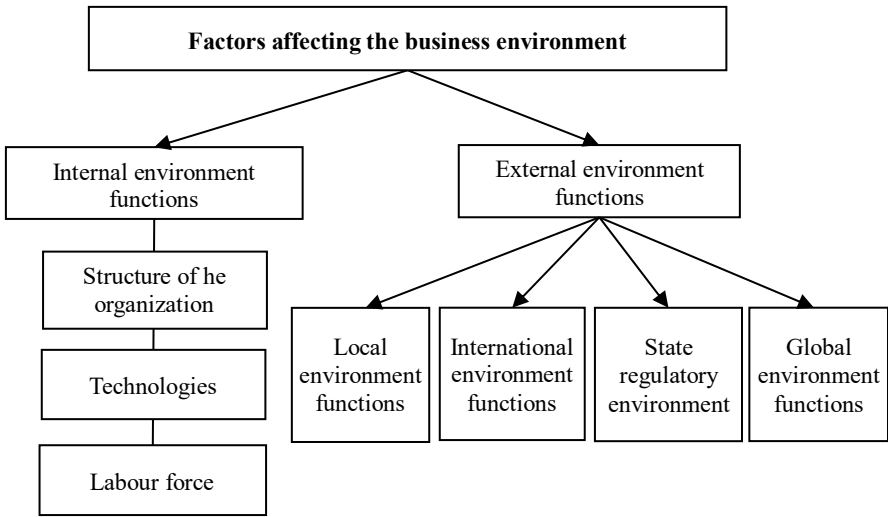 Factors affecting the business environment
Internal environment
functions
External environment
functions
Structure of he
organization
Technologies
Labour force
Local
environment
functions
International
environment
functions
State
regulatory
environment
Global
environment
functions